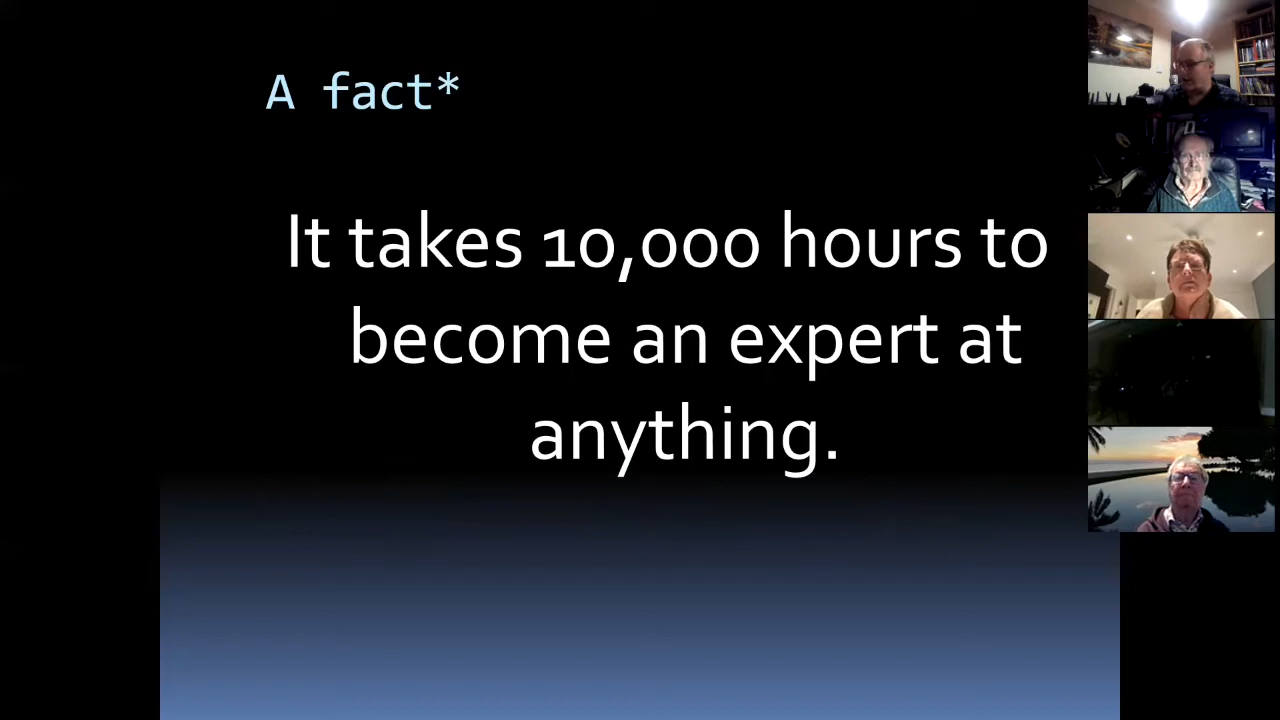 A fact*
It takes 10,000 hours to
become an expert at
anything.